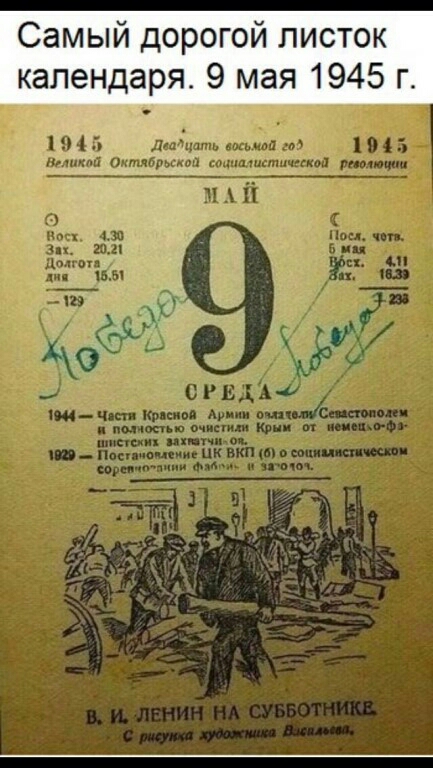 Самый дорогой листок
календаря. 9 мая 1945 г.
1945 Двадцать восьмой год 1945
Великой Октябрьской социалистической революции
МАЙ
Восх. 4.30
Зах. 20.21
Долгота
дня 15.51
— 129
9
Посл. четв.
5 мая
Восх. 4.11
Зах. 16.39
+ 236
Победа
Победа
СРЕДА
1944 — Части Красной Армии овладели Севастополем
и полностью очистили Крым от немецко-фа-
шистских захватчиков.
1929 — Постановление ЦК ВКП (б) о социалистическом
соревновании фабрик и заводов.
В. И. ЛЕНИН НА СУББОТНИКЕ.
С рисунка художника Васильева.